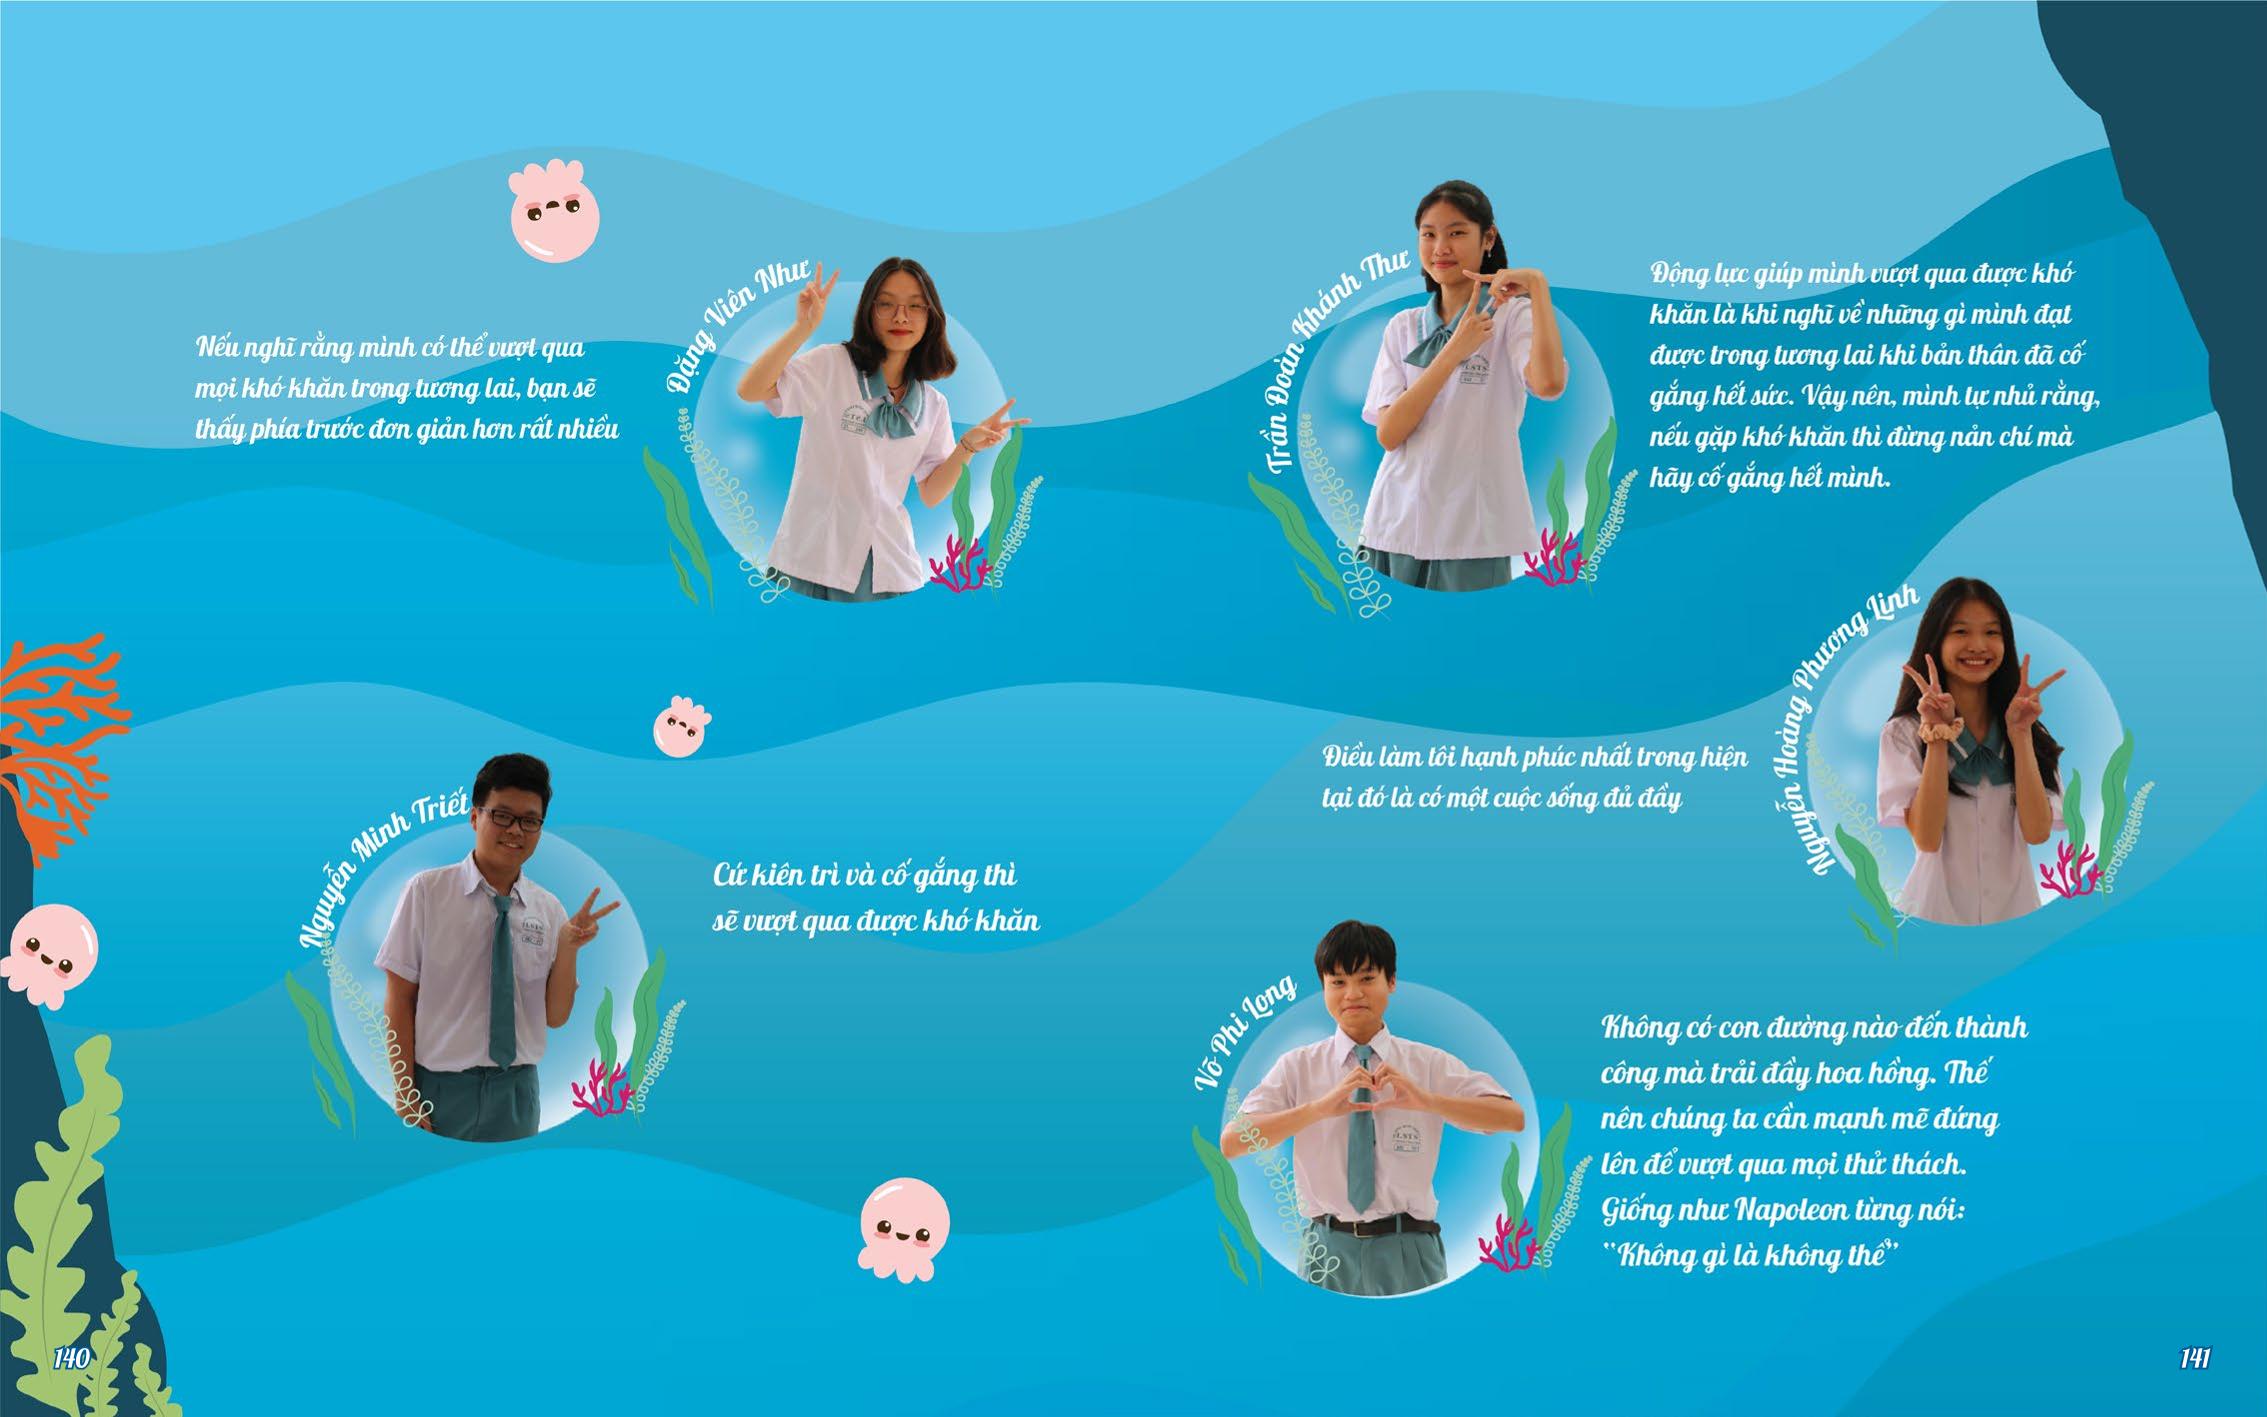 Đặng Viên Như
Nếu nghĩ rằng mình có thể vượt qua
mọi khó khăn trong tương lai, bạn sẽ
thấy phía trước đơn giản hơn rất nhiều
Nguyễn Minh Triết
Cứ kiên trì và cố gắng thì
sẽ vượt qua được khó khăn
140
Trần Đoàn Khánh Thư
Động lực giúp mình vượt qua được khó
khăn là khi nghĩ về những gì mình đạt
được trong tương lai khi bản thân đã cố
gắng hết sức. Vậy nên, mình tự nhủ rằng,
nếu gặp khó khăn thì đừng nản chí mà
hãy cố gắng hết mình.
Nguyễn Hoàng Phương Linh
Điều làm tôi hạnh phúc nhất trong hiện
tại đó là có một cuộc sống đủ đầy
Võ Phi Long
Không có con đường nào đến thành
công mà trải đầy hoa hồng. Thế
nên chúng ta cần mạnh mẽ đứng
lên để vượt qua mọi thử thách.
Giống như Napoleon từng nói:
“Không gì là không thể”
141